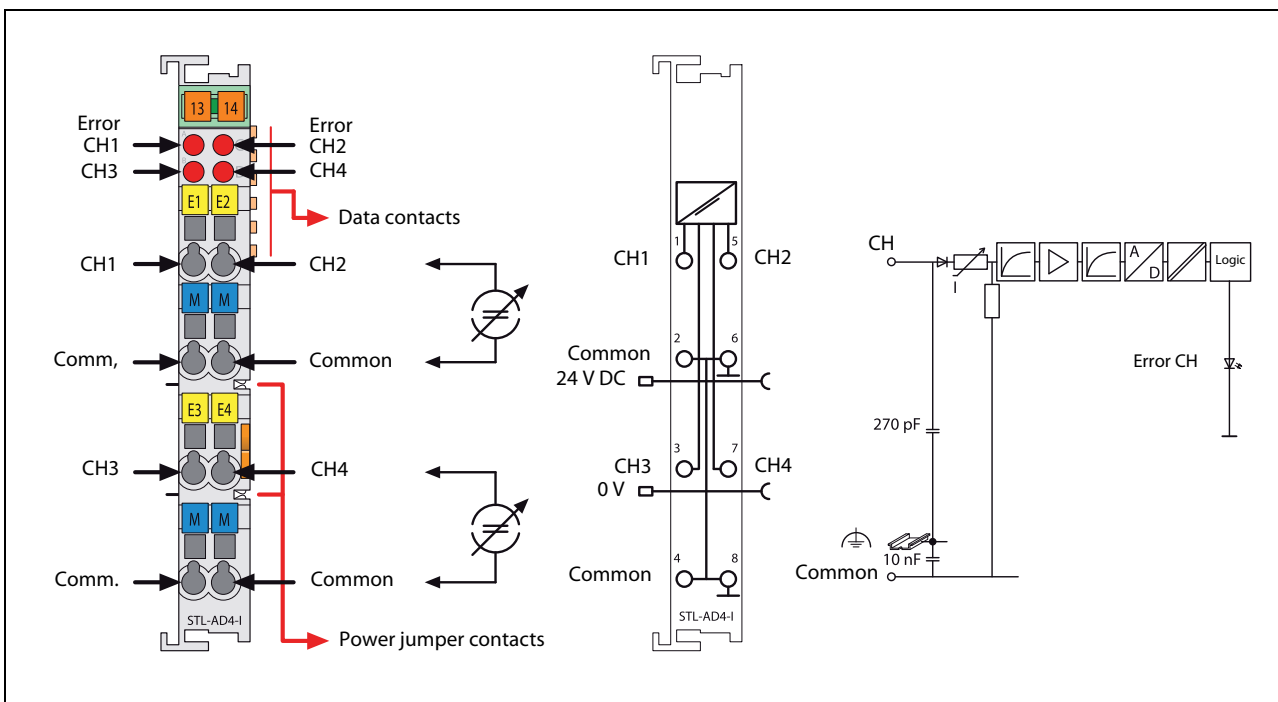 13 14
Error
CH1
CH3
Error
CH2
CH4
E1 E2
Data contacts
CH1
CH2
M M
Comm,
Common
E3 E4
CH3
CH4
M M
Comm.
Common
STL-AD4-I
Power jumper contacts
1
5
CH1
CH2
2
6
Common
24 V DC
3
7
CH3
CH4
0 V
4
8
Common
STL-AD4-I
CH
I
A
D
Logic
Error CH
270 pF
10 nF
Common